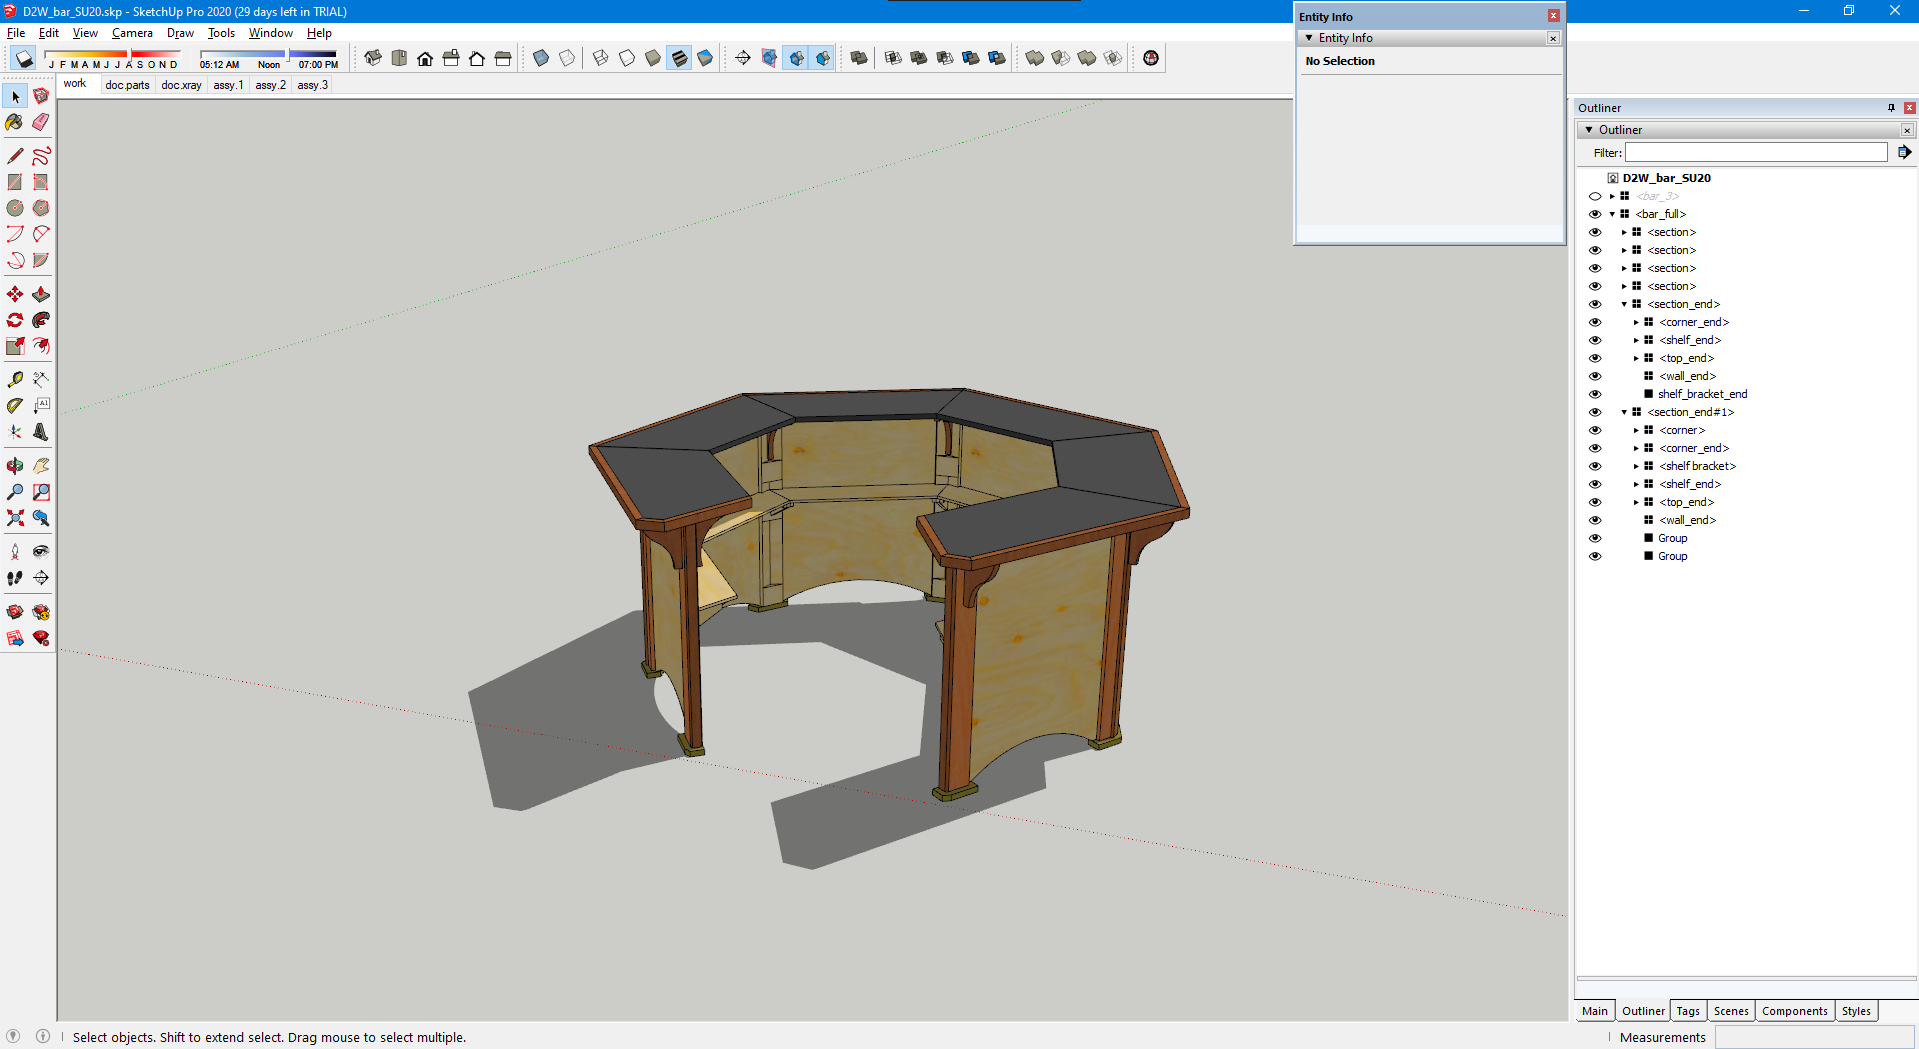 D2W_bar_SU20.skp - SketchUp Pro 2020 (29 days left in TRIAL)
File Edit View Camera Draw Tools Window Help
J F M A M J J A S O N D
05:12 AM Noon 07:00 PM
work doc.parts doc.xray assy.1 assy.2 assy.3
A1
Entity Info
Entity Info
No Selection
Outliner
Outliner
Filter:
D2W_bar_SU20
<bar_3>
<bar_full>
<section>
<section>
<section>
<section>
<section_end>
<corner_end>
<shelf_end>
<top_end>
<wall_end>
shelf_bracket_end
<section_end#1>
<corner>
<corner_end>
<shelf bracket>
<shelf_end>
<top_end>
<wall_end>
Group
Group
Main Outliner Tags Scenes Components Styles
Select objects. Shift to extend select. Drag mouse to select multiple.
Measurements